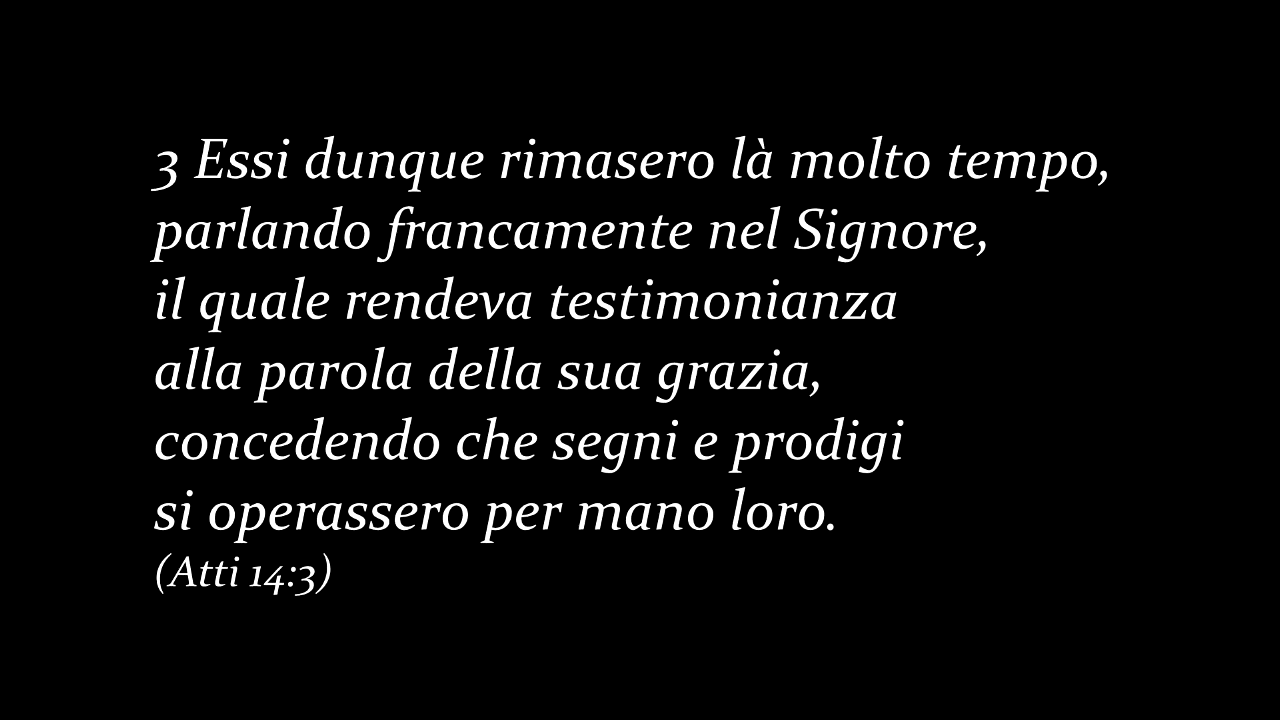 3 Essi dunque rimasero là molto tempo,
parlando francamente nel Signore,
il quale rendeva testimonianza
alla parola della sua grazia,
concedendo che segni e prodigi
si operassero per mano loro.
(Atti 14:3)